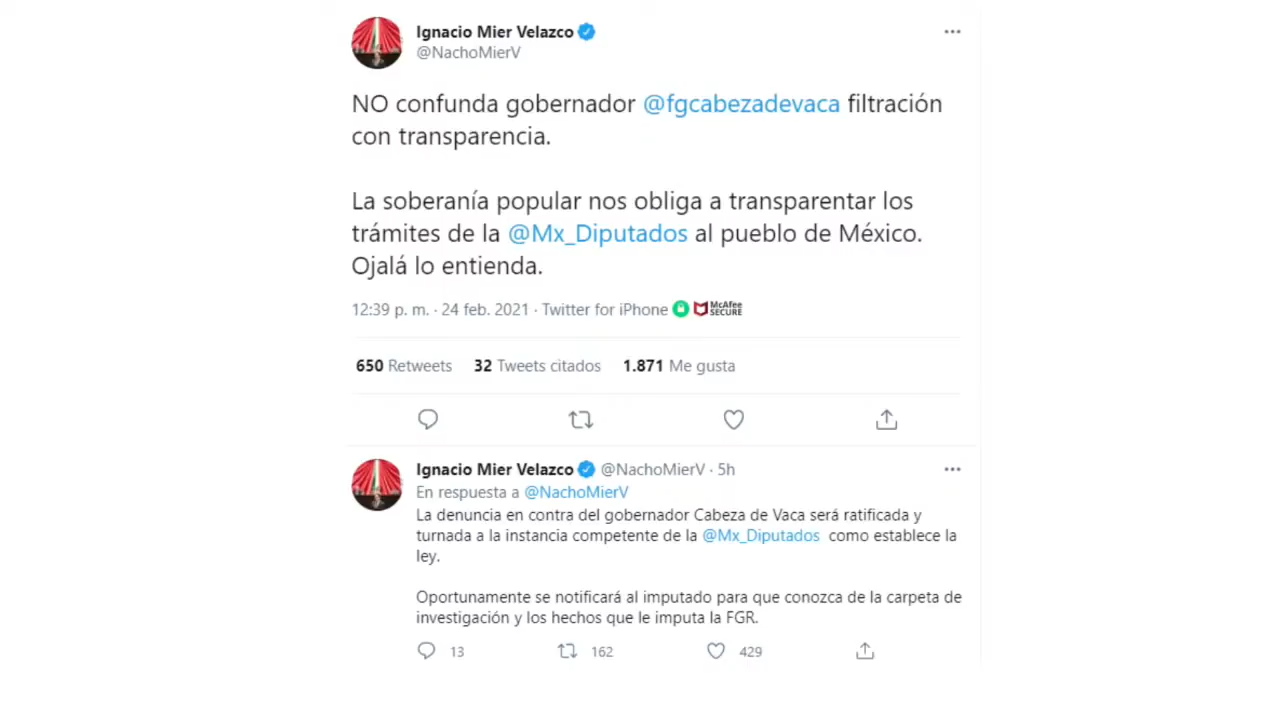 Ignacio Mier Velazco
@NachoMierV
NO confunda gobernador @fgcabezadevaca filtración
con transparencia.
La soberanía popular nos obliga a transparentar los
trámites de la @Mx_Diputados al pueblo de México.
Ojalá lo entienda.
12:39 p. m. · 24 feb. 2021 · Twitter for iPhone McAfee SECURE
650 Retweets 32 Tweets citados 1.871 Me gusta
Ignacio Mier Velazco @NachoMierV · 5h
En respuesta a @NachoMierV
La denuncia en contra del gobernador Cabeza de Vaca será ratificada y
turnada a la instancia competente de la @Mx_Diputados como establece la
ley.
Oportunamente se notificará al imputado para que conozca de la carpeta de
investigación y los hechos que le imputa la FGR.
13 162 429